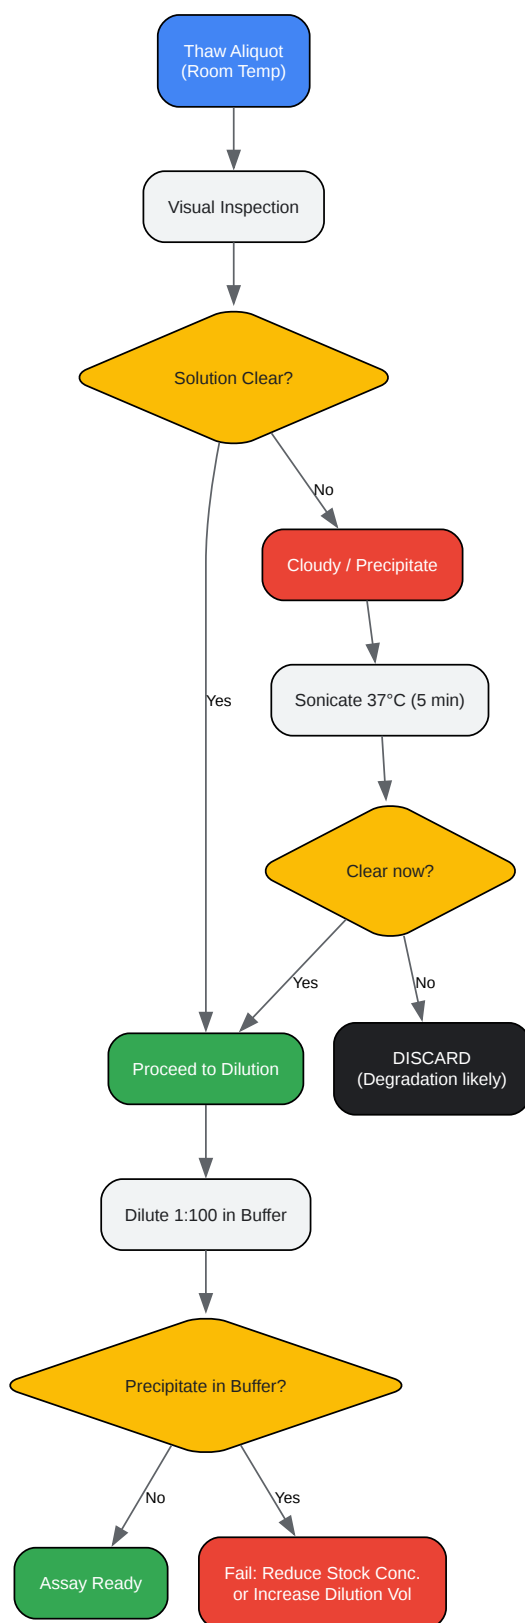 Thaw Aliquot
(Room Temp)
Visual Inspection
Solution Clear?
No
Cloudy / Precipitate
Sonicate 37°C (5 min)
Yes
Clear now?
Yes
No
Proceed to Dilution
DISCARD
(Degradation likely)
Dilute 1:100 in Buffer
Precipitate in Buffer?
No
Yes
Assay Ready
Fail: Reduce Stock Conc.
or Increase Dilution Vol